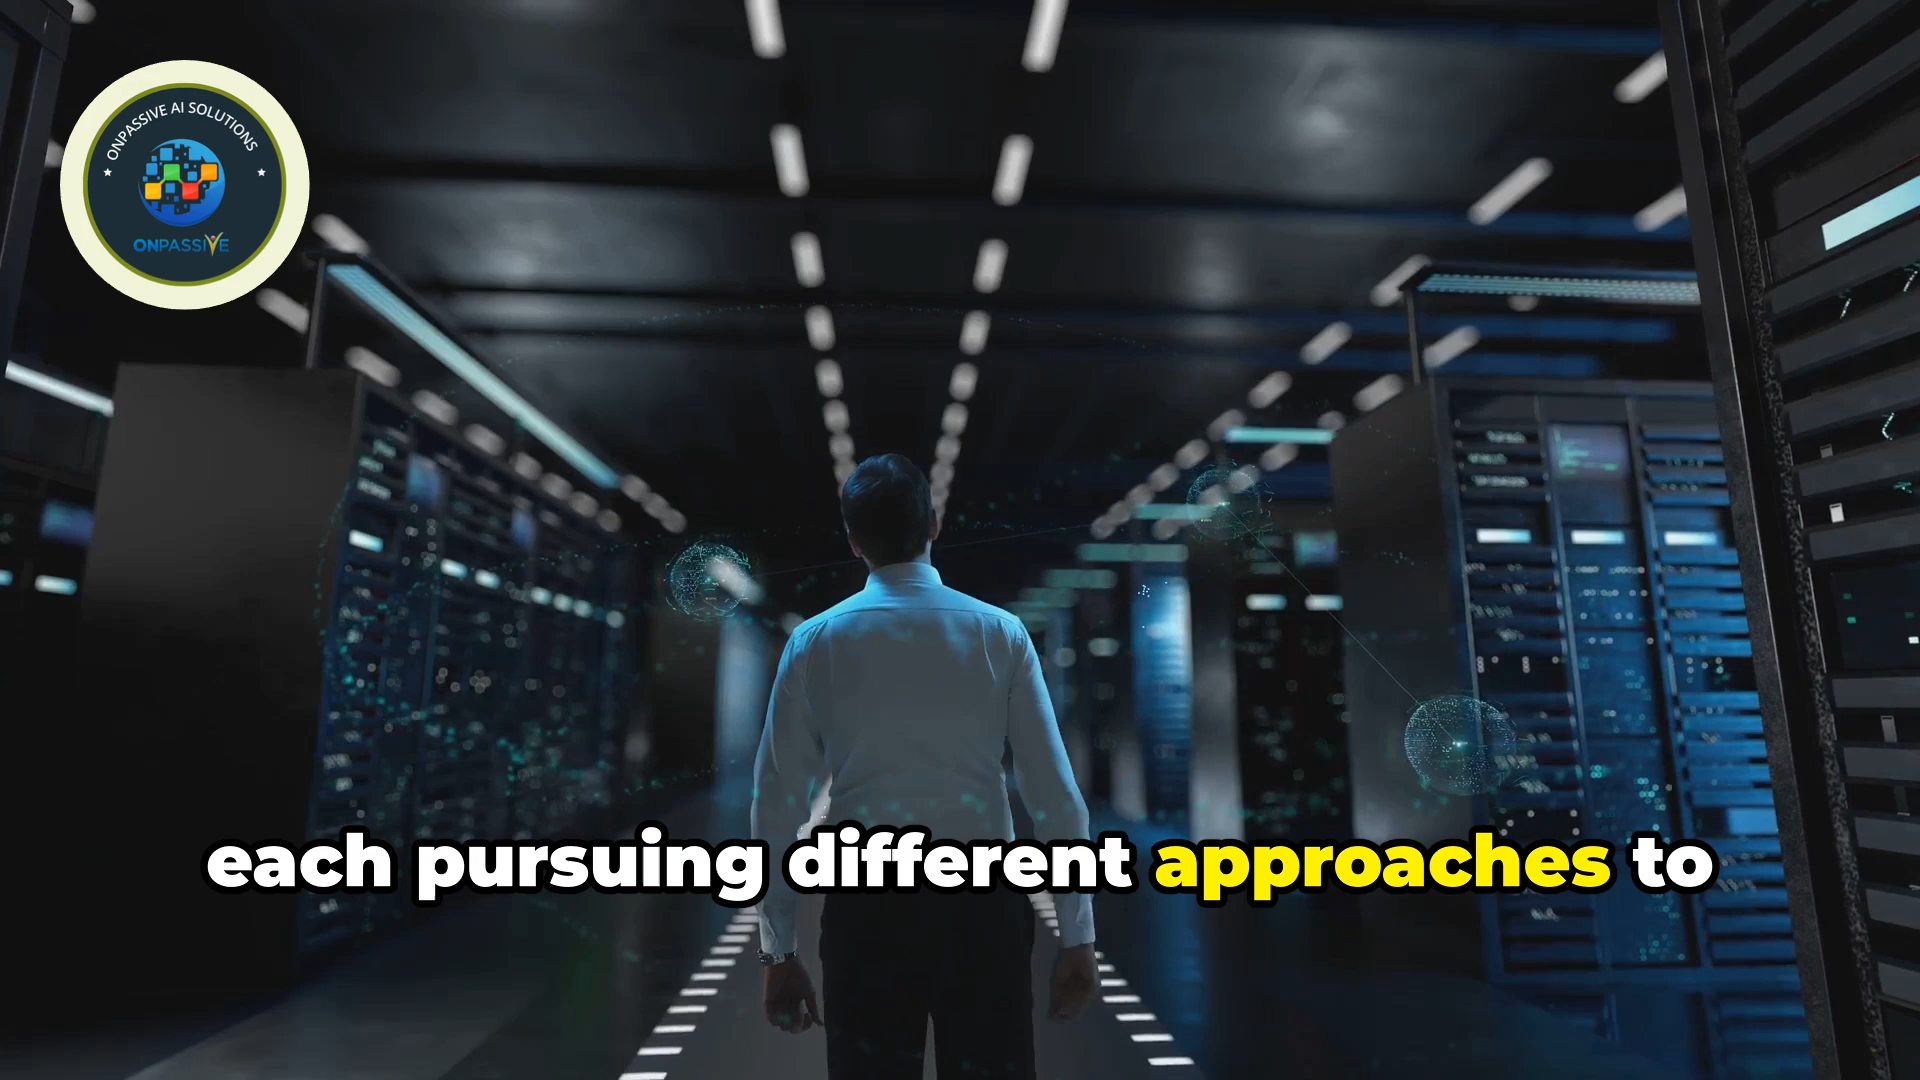 ONPASSIVE AI SOLUTIONS
ONPASSIVE
each pursuing different approaches to